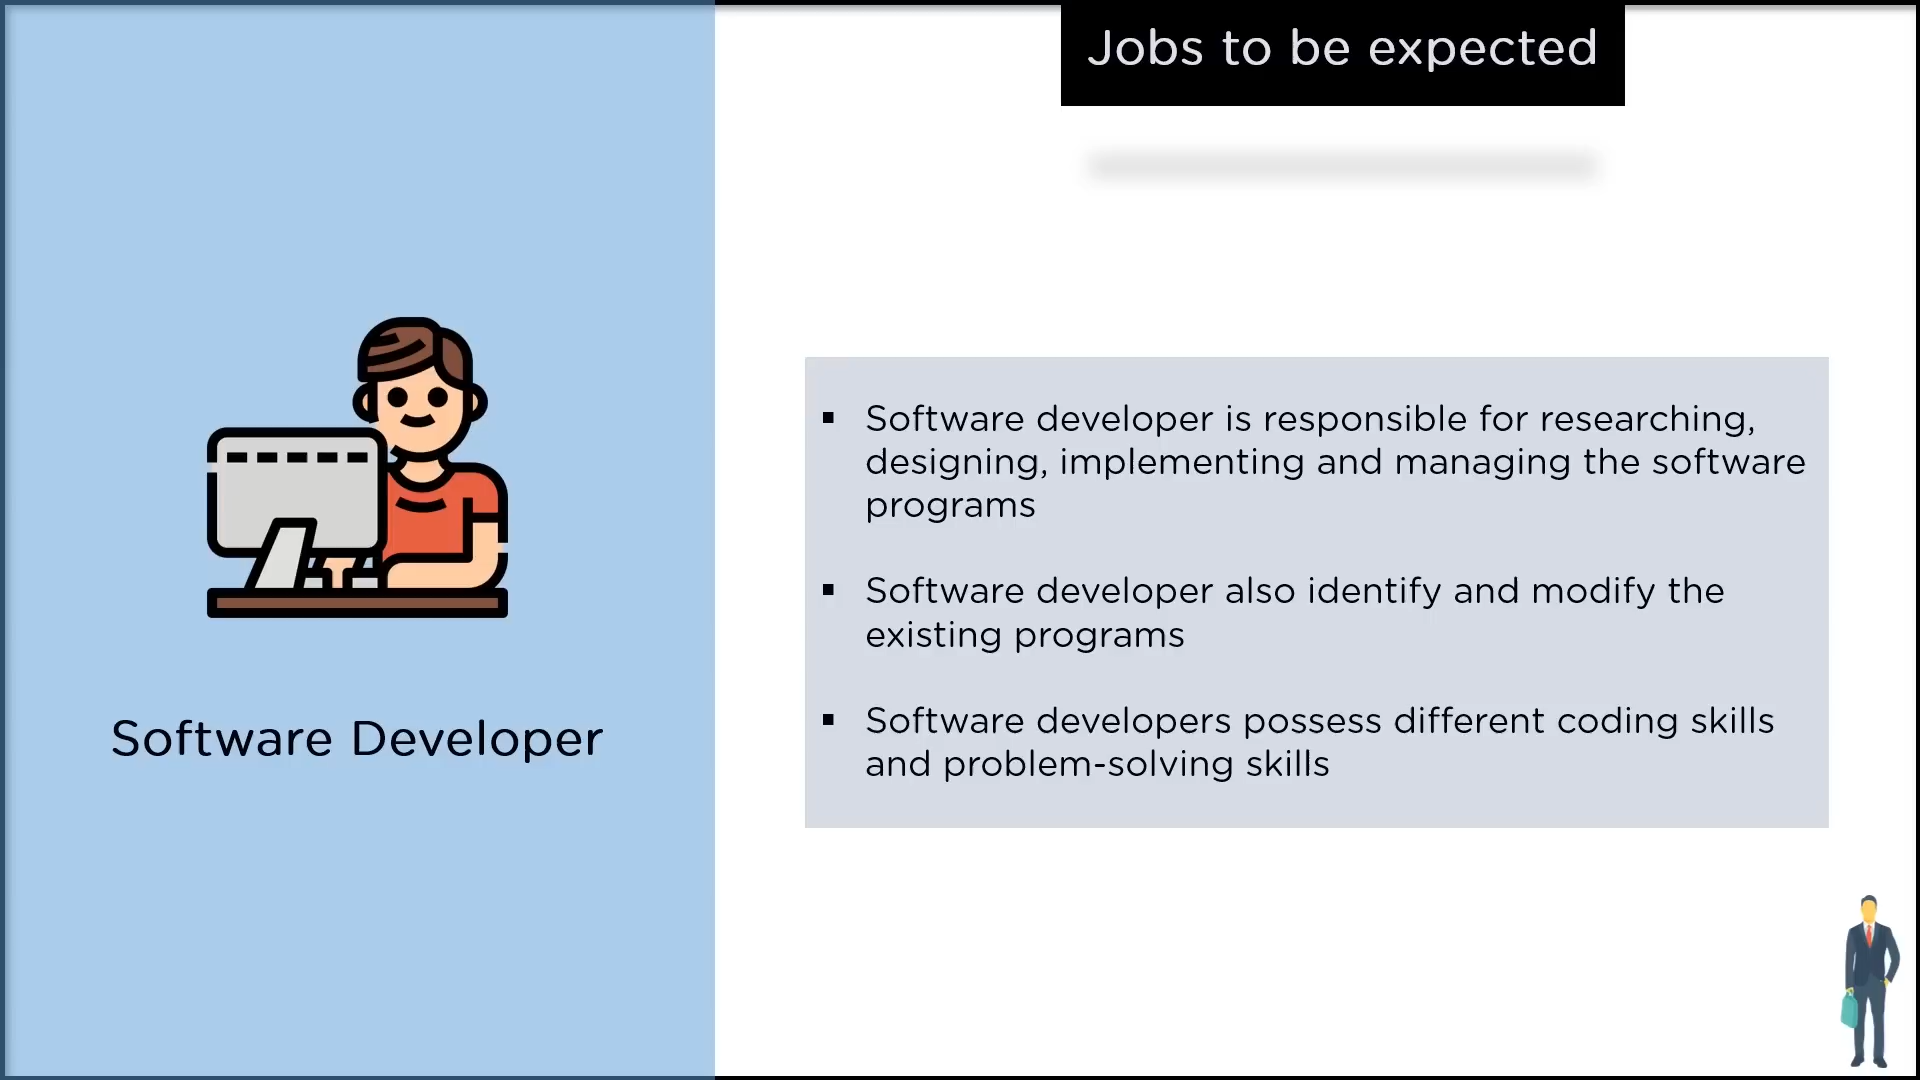 Jobs to be expected
Software developer is responsible for researching,
designing, implementing and managing the software
programs
Software developer also identify and modify the
existing programs
Software developers possess different coding skills
and problem-solving skills
Software Developer